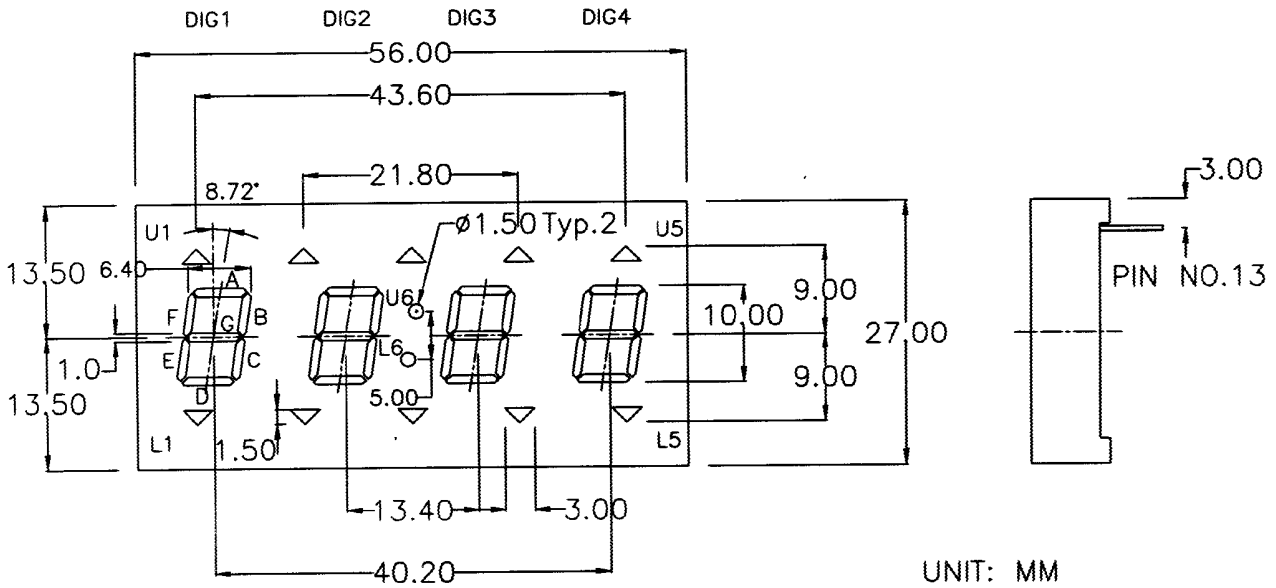 DIG1 DIG2 DIG3 DIG4
56.00
43.60
21.80
8.72°
3.00
U1
ø1.50 Typ.2
U5
13.50
6.40
A
PIN NO.13
9.00
U6
10.00
F
B
G
27.00
1.0
E
C
L6
9.00
13.50
D
5.00
L1
1.50
L5
13.40
3.00
40.20
UNIT: MM